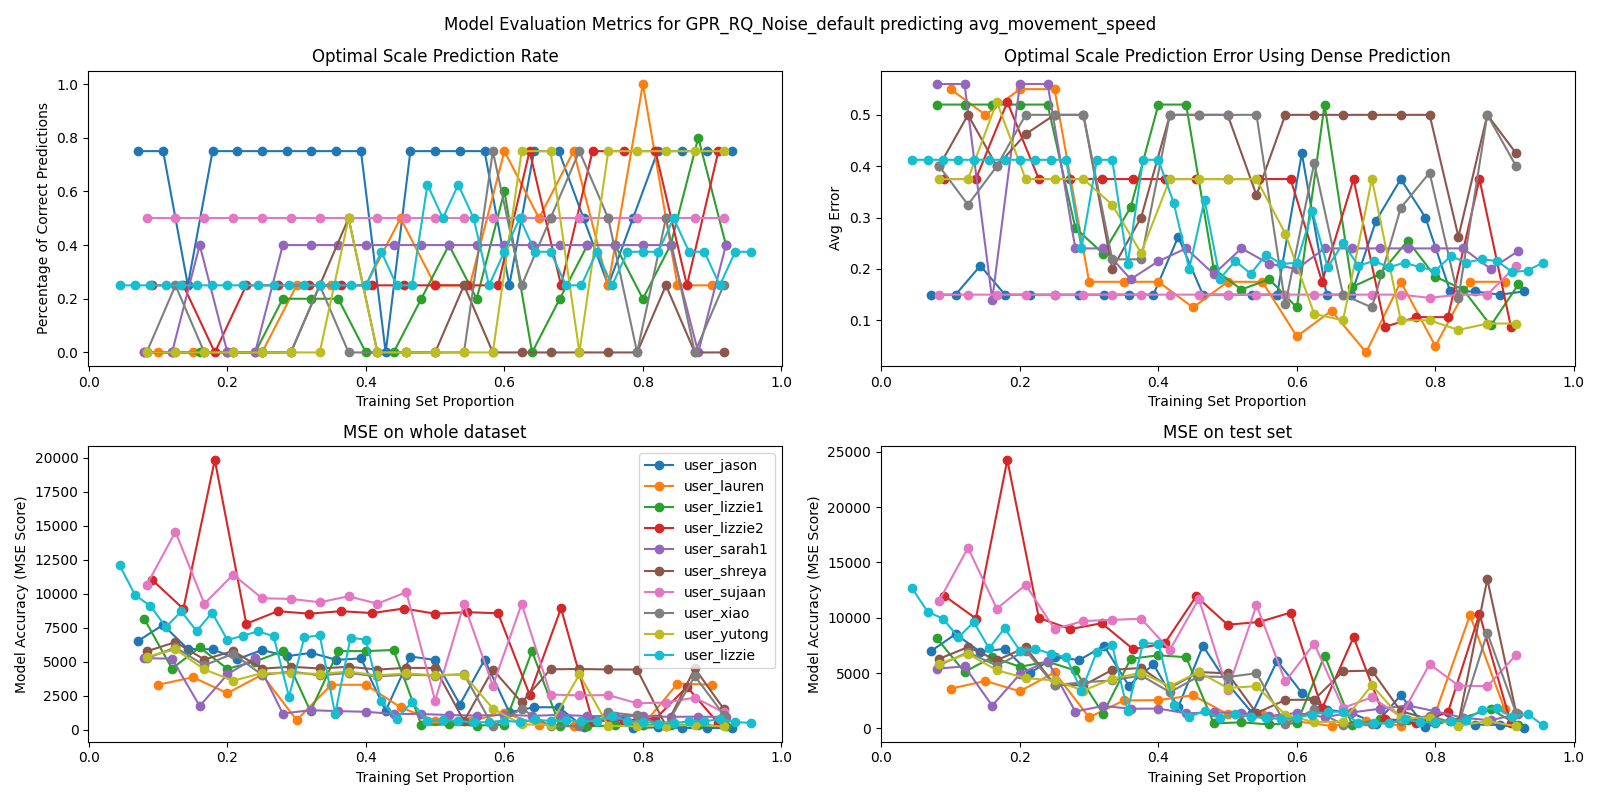 Model Evaluation Metrics for GPR_RQ_Noise_default predicting avg_movement_speed
Optimal Scale Prediction Rate
Percentage of Correct Predictions
1.0
0.8
0.6
0.4
0.2
0.0
0.0 0.2 0.4 0.6 0.8 1.0
Training Set Proportion
Optimal Scale Prediction Error Using Dense Prediction
Avg Error
0.5
0.4
0.3
0.2
0.1
0.0 0.2 0.4 0.6 0.8 1.0
Training Set Proportion
MSE on whole dataset
Model Accuracy (MSE Score)
20000
17500
15000
12500
10000
7500
5000
2500
0
user_jason
user_lauren
user_lizzie1
user_lizzie2
user_sarah1
user_shreya
user_sujaan
user_xiao
user_yutong
user_lizzie
0.0 0.2 0.4 0.6 0.8 1.0
Training Set Proportion
MSE on test set
Model Accuracy (MSE Score)
25000
20000
15000
10000
5000
0
0.0 0.2 0.4 0.6 0.8 1.0
Training Set Proportion